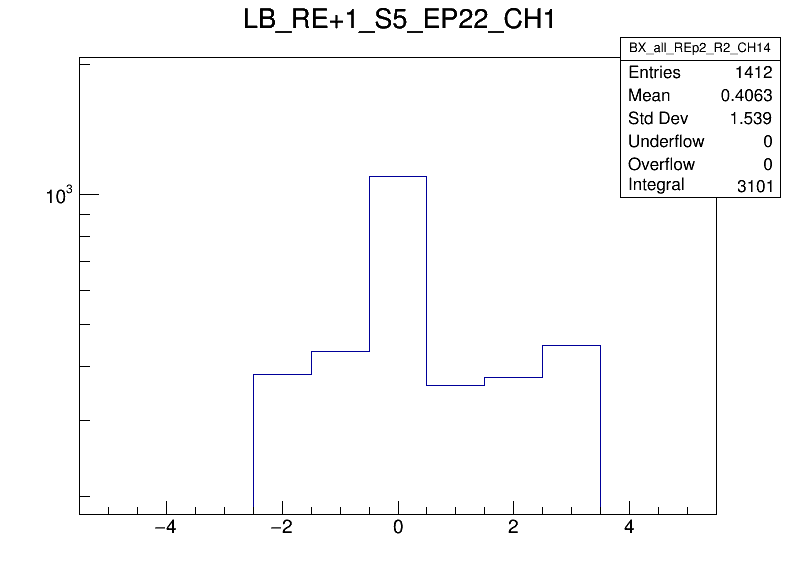 LB_RE+1_S5_EP22_CH1
BX_all_REp2_R2_CH14
Entries 1412
Mean 0.4063
Std Dev 1.539
Underflow 0
Overflow 0
Integral 3101
10³
−4 −2 0 2 4